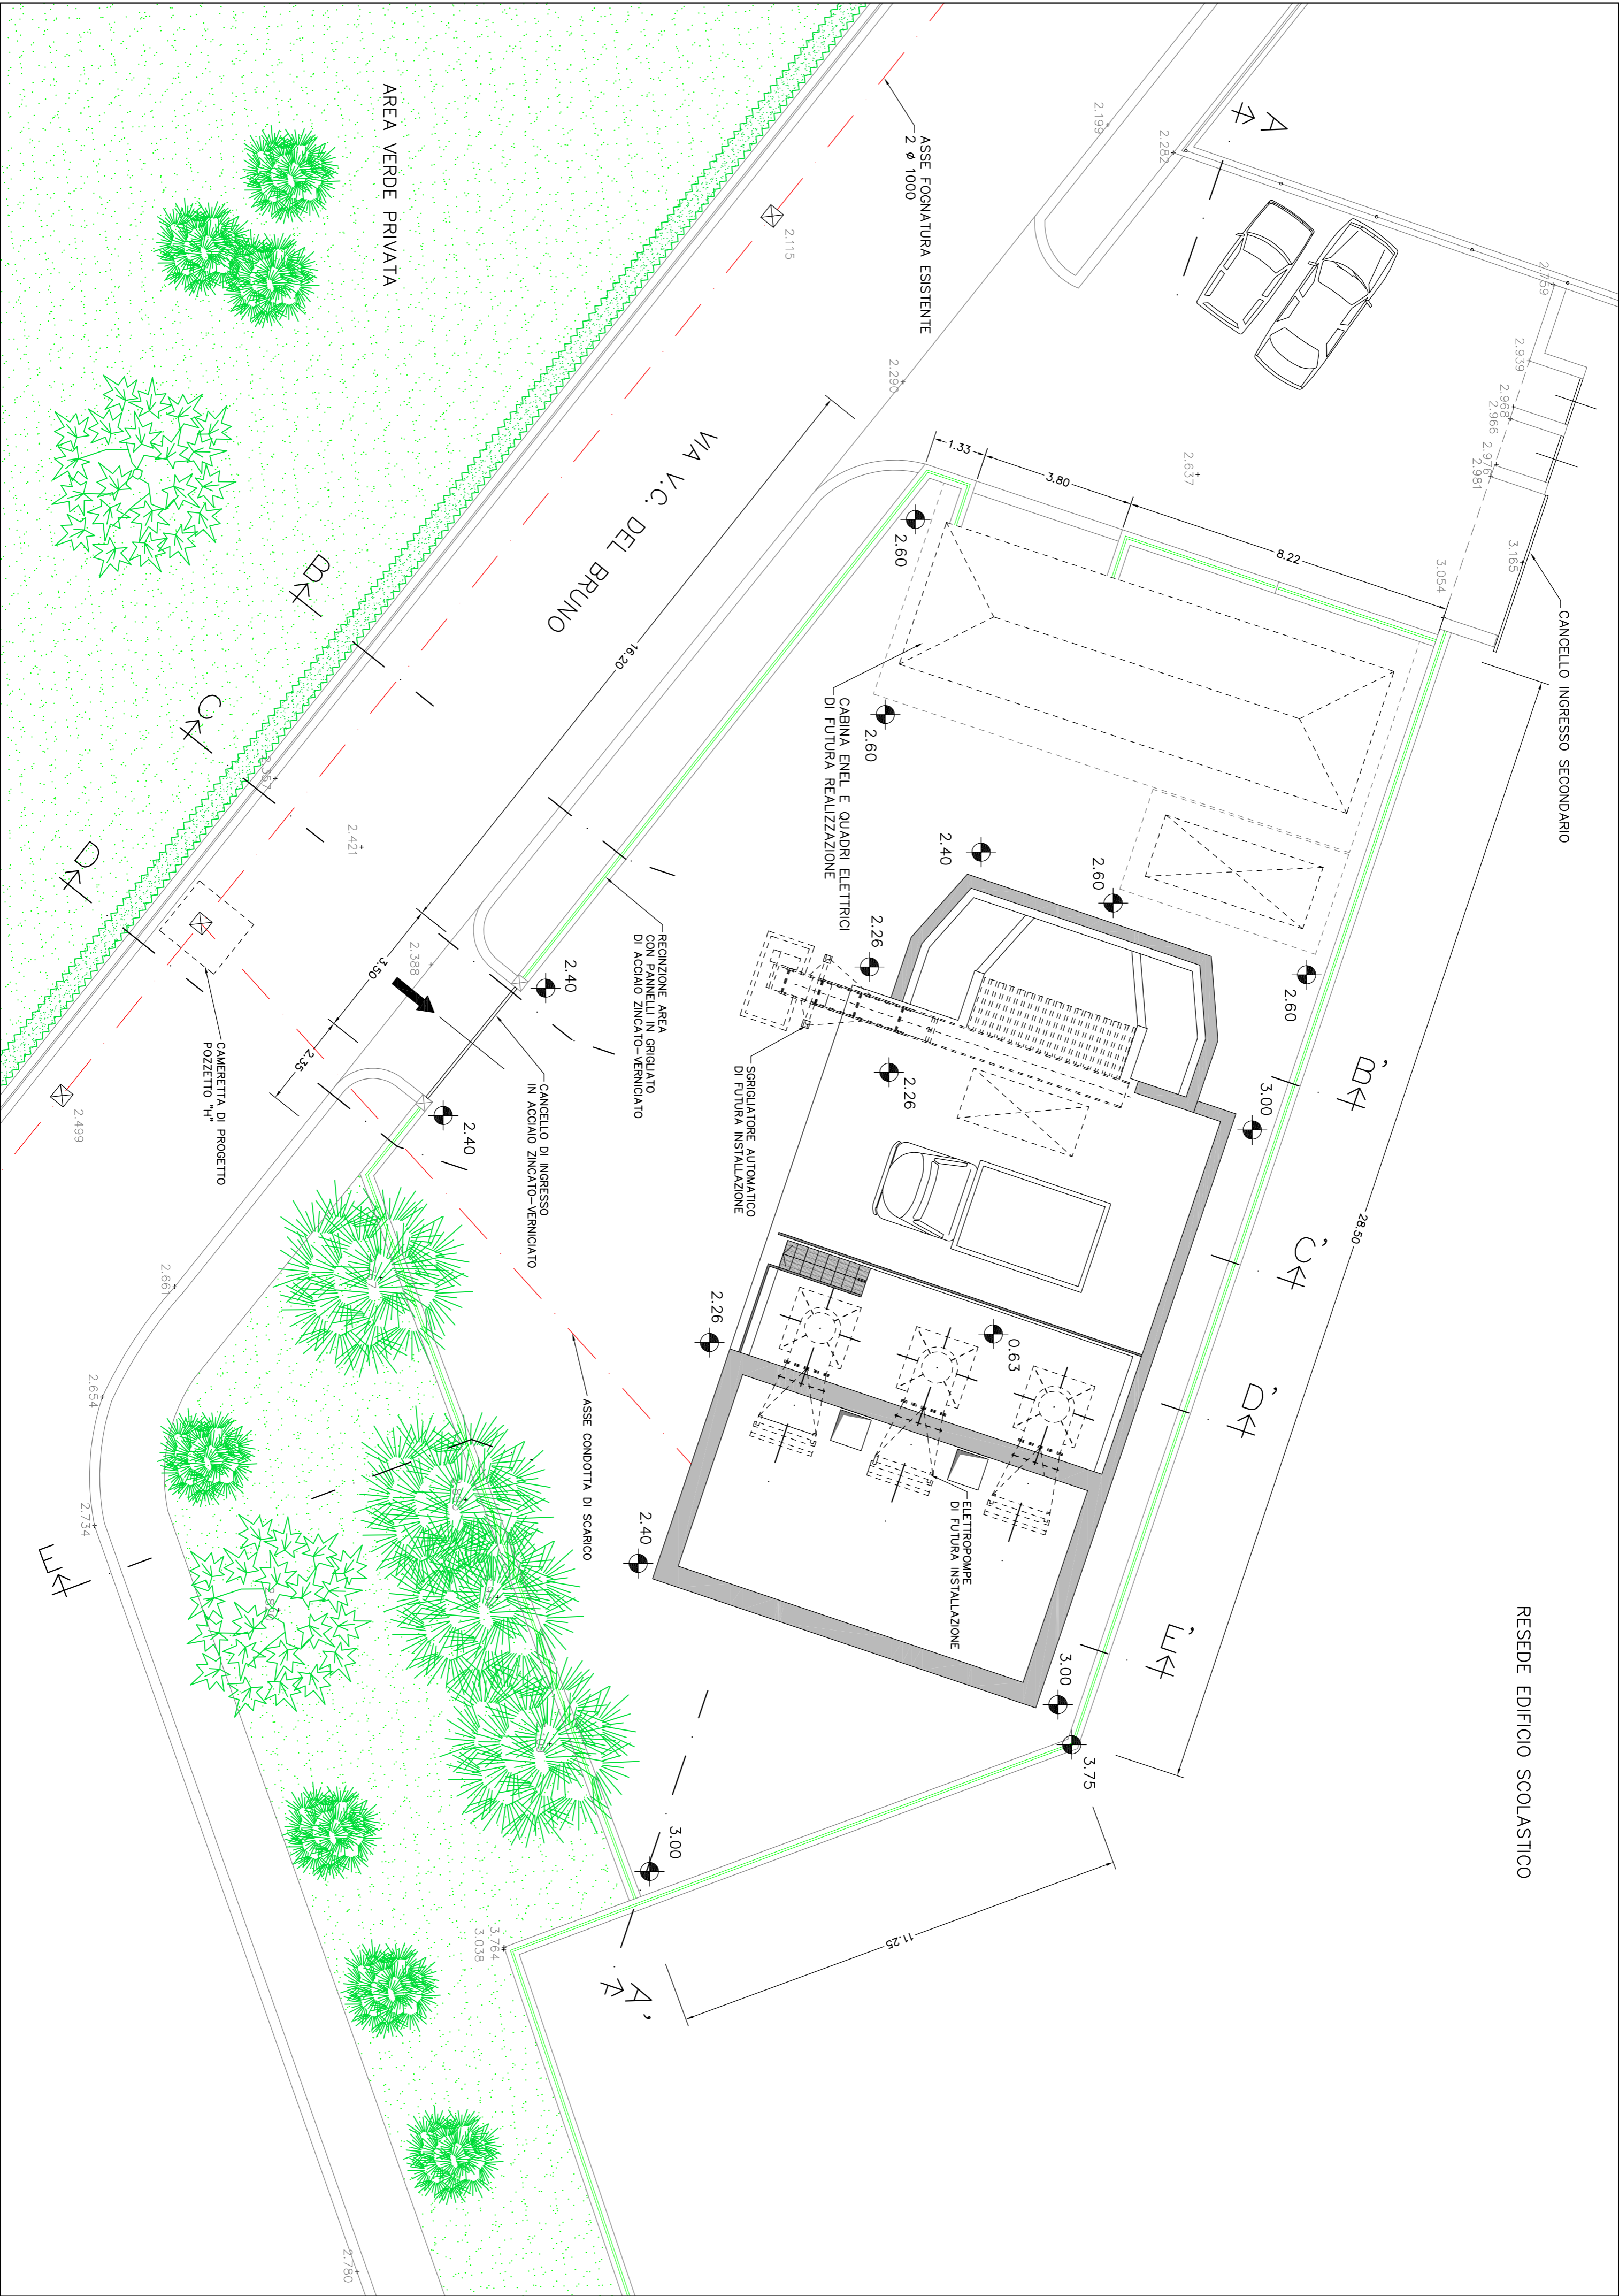 RESEDE EDIFICIO SCOLASTICO
CANCELLO INGRESSO SECONDARIO
A
2.199
2.282
2.759
2.939
2.968
2.966
2.976
2.981
3.165
3.054
2.637
2.290
ASSE FOGNATURA ESISTENTE
2 ø 1000
2.115
AREA VERDE PRIVATA
VIA V.C. DEL BRUNO
1.33
3.80
8.22
28.50
16.20
3.50
2.35
11.25
2.60
2.60
2.60
2.60
2.40
CABINA ENEL E QUADRI ELETTRICI
DI FUTURA REALIZZAZIONE
2.26
2.26
3.00
B'
C'
D'
E'
B
C
D
2.421
2.388
2.40
2.40
RECINZIONE AREA
CON PANNELLI IN GRIGLIATO
DI ACCIAIO ZINCATO-VERNICIATO
SGRIGLIATORE AUTOMATICO
DI FUTURA INSTALLAZIONE
CANCELLO DI INGRESSO
IN ACCIAIO ZINCATO-VERNICIATO
CAMERETTA DI PROGETTO
POZZETTO "H"
2.499
2.661
2.654
2.734
0.63
2.26
ELETTROPOMPE
DI FUTURA INSTALLAZIONE
ASSE CONDOTTA DI SCARICO
2.40
3.00
3.75
3.00
E
3.764
3.038
A'
2.780